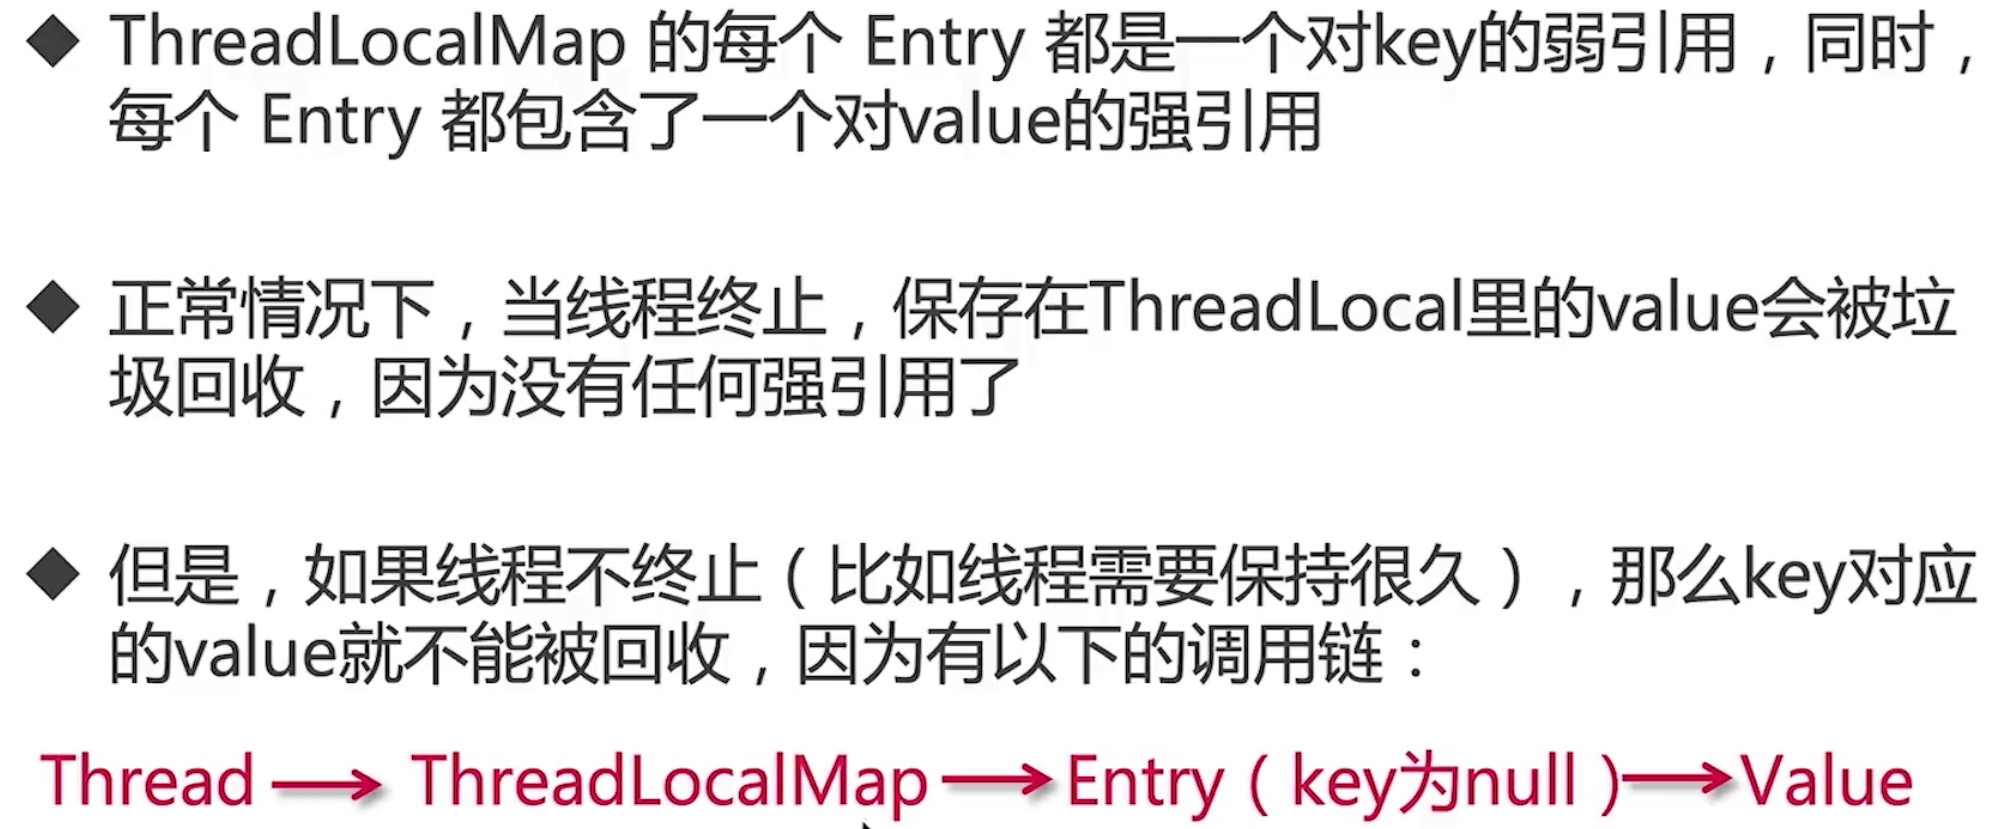 ◆ ThreadLocalMap 的每个 Entry 都是一个对key的弱引用，同时，
每个 Entry 都包含了一个对value的强引用
◆ 正常情况下，当线程终止，保存在ThreadLocal里的value会被垃
圾回收，因为没有任何强引用了
◆ 但是，如果线程不终止（比如线程需要保持很久），那么key对应
的value就不能被回收，因为有以下的调用链：
Thread → ThreadLocalMap → Entry（key为null）→ Value